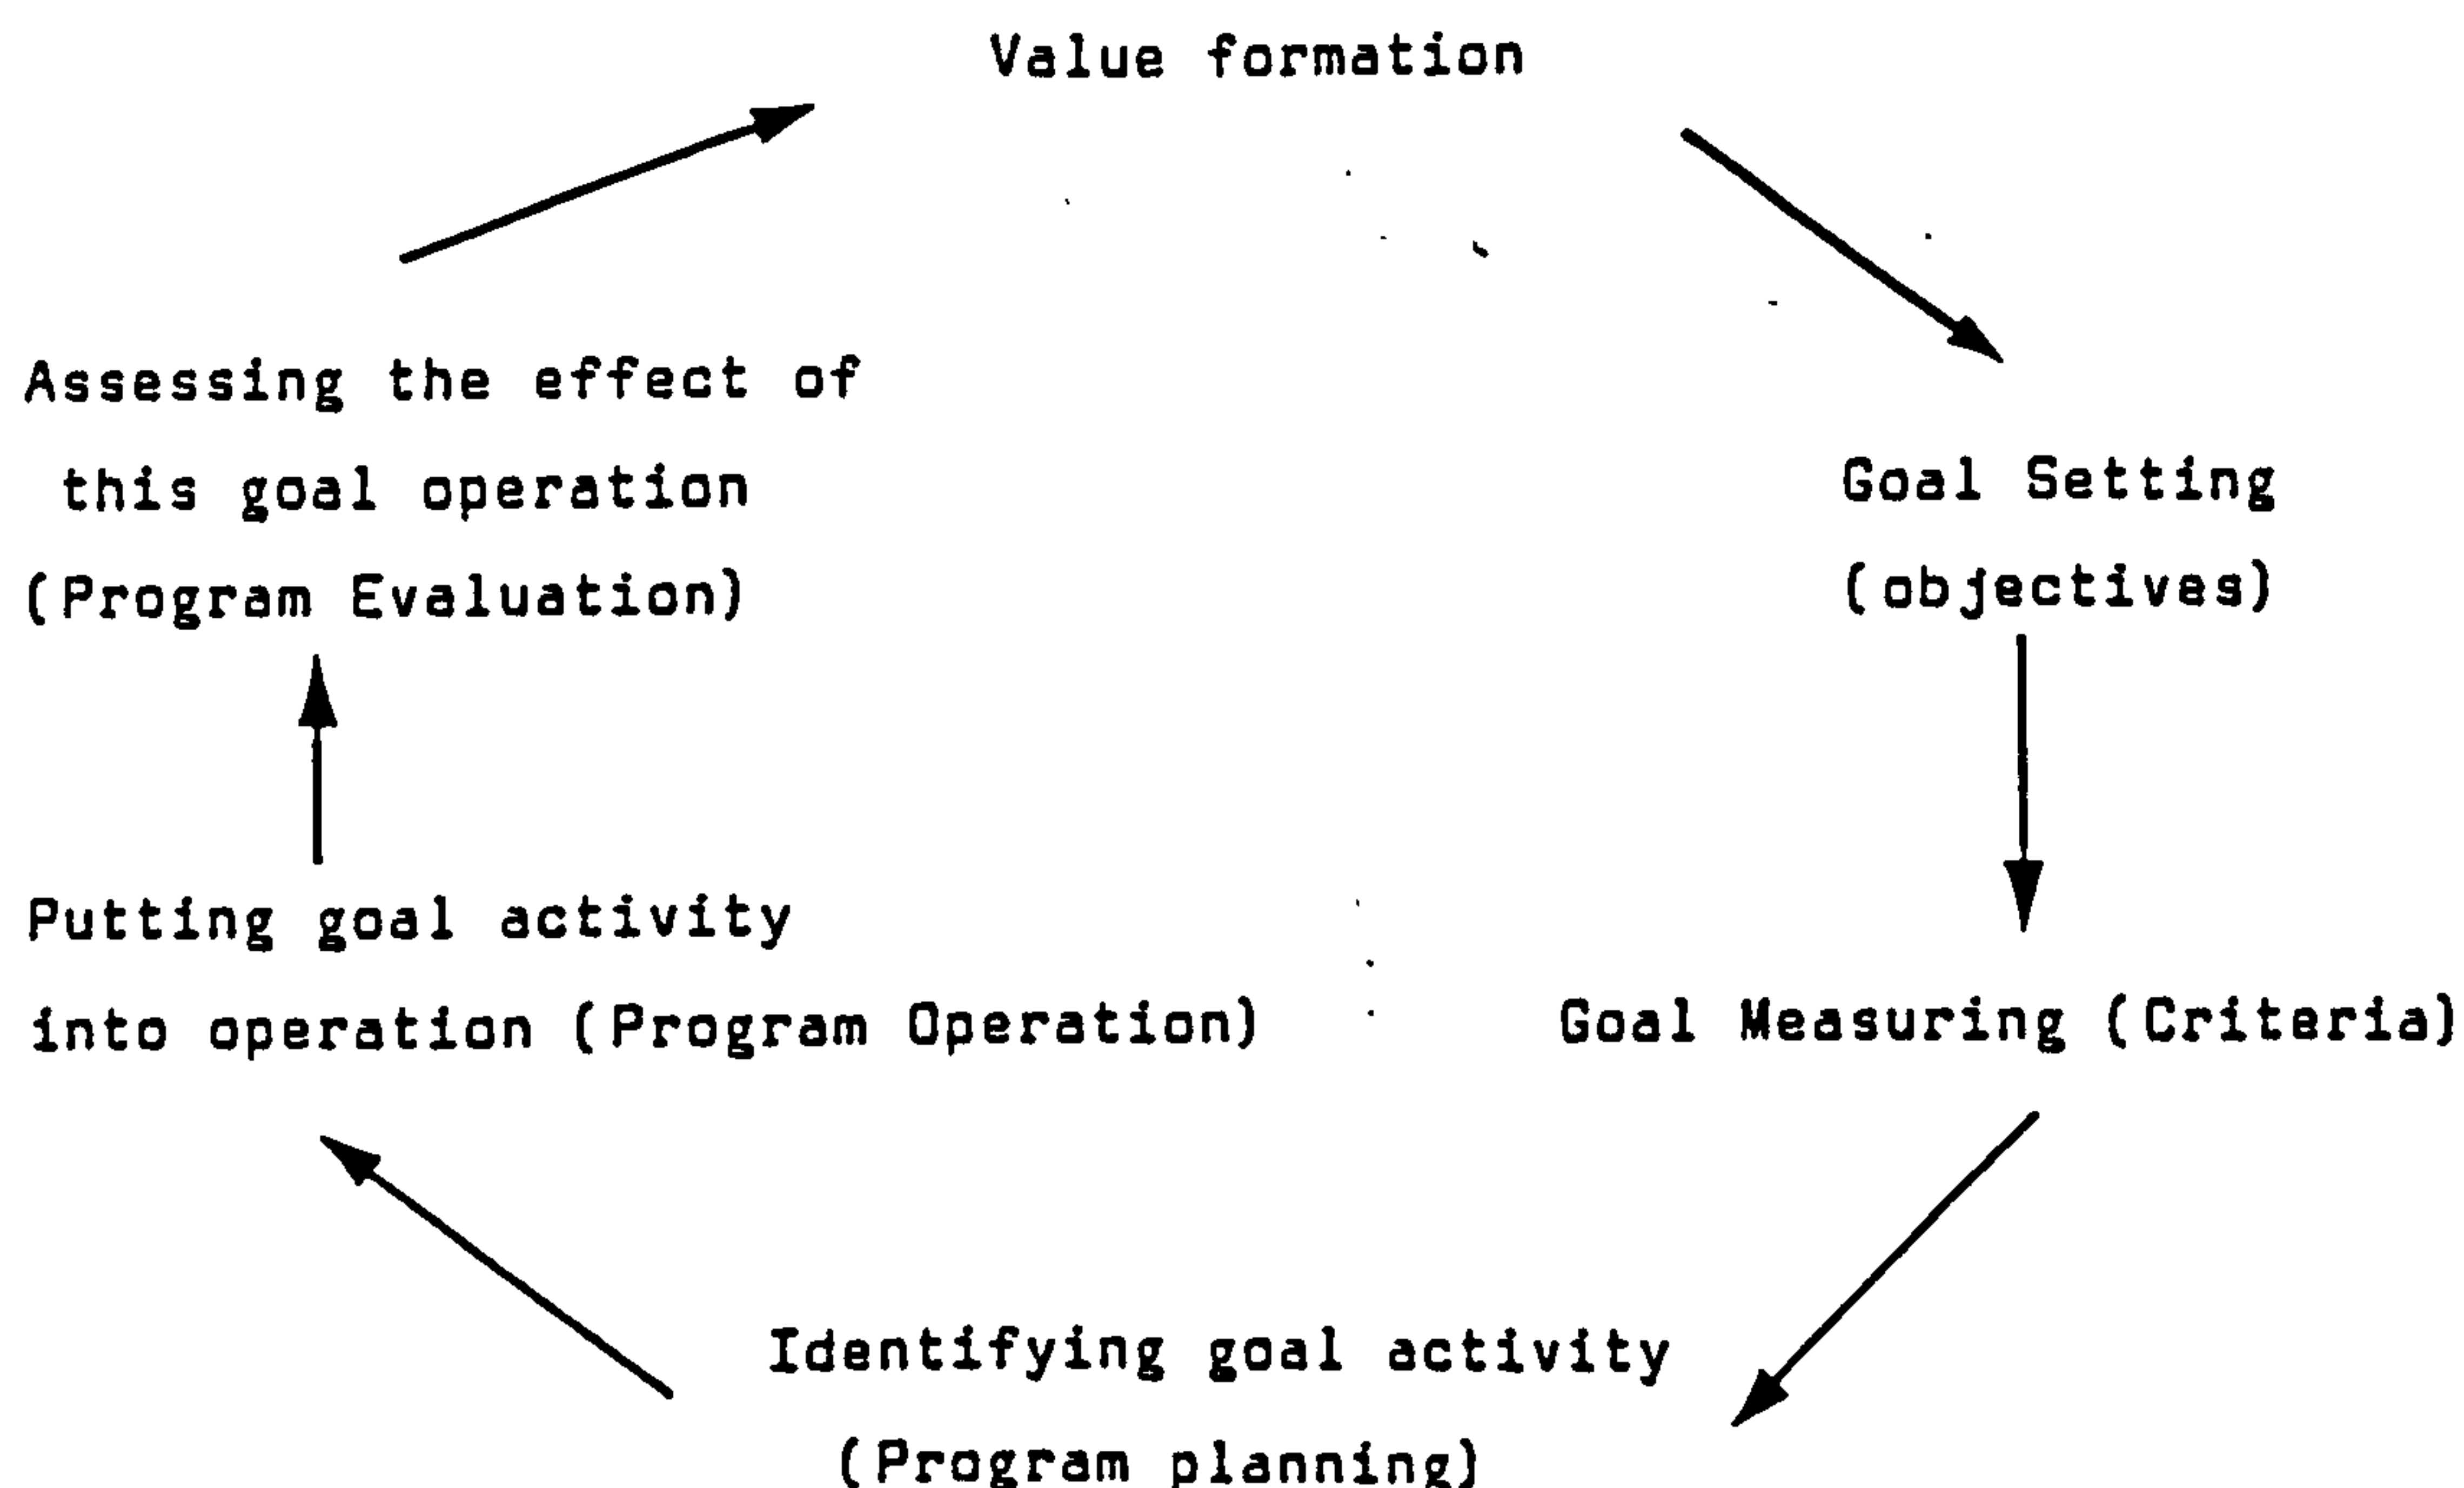 Value formation
Assessing the effect of
this goal operation
(Program Evaluation)
Goal Setting
(objectives)
Putting goal activity
into operation (Program Operation)
Goal Measuring (Criteria)
Identifying goal activity
(Program planning)